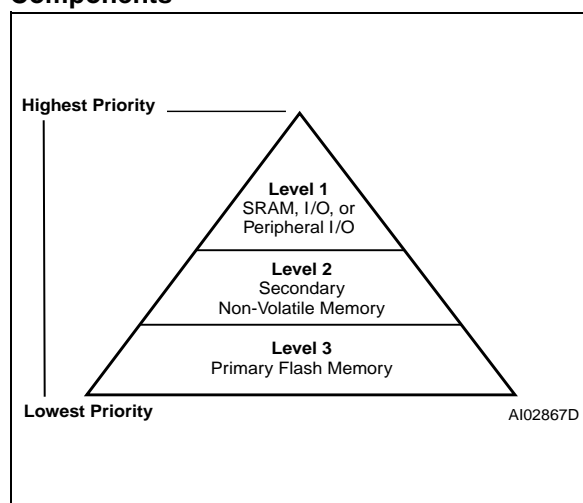 Components
Highest Priority
Level 1
SRAM, I/O, or
Peripheral I/O
Level 2
Secondary
Non-Volatile Memory
Level 3
Primary Flash Memory
Lowest Priority
AI02867D